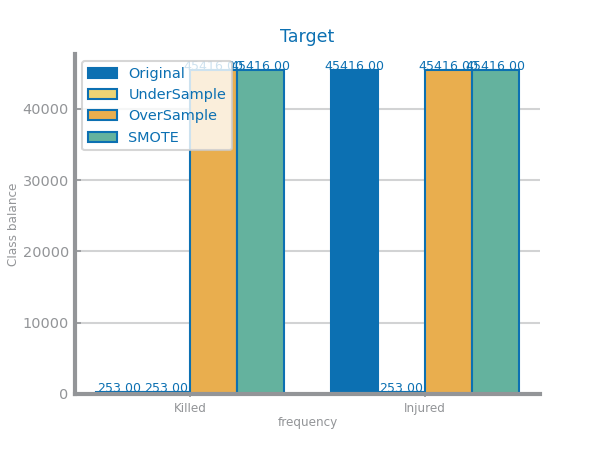 Target
45416.00 45416.00 45416.00 45416.00 45416.00
Original
UnderSample
OverSample
SMOTE
Class balance
40000
30000
20000
10000
0
253.00 253.00 253.00
Killed Injured
frequency